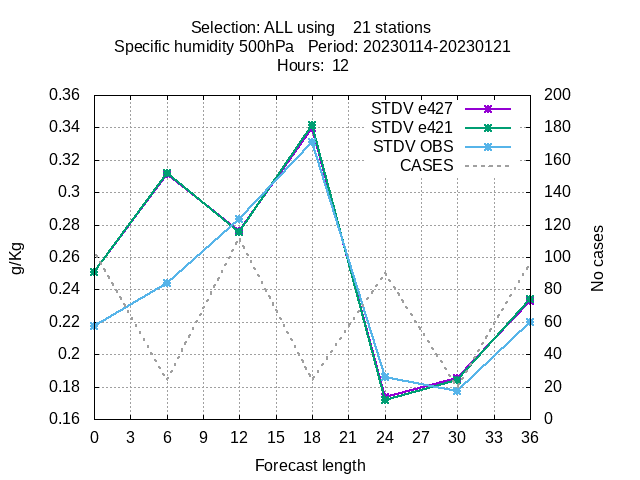 Selection: ALL using    21 stations
Specific humidity 500hPa   Period: 20230114-20230121
Hours:  12
STDV e427
STDV e421
STDV OBS
CASES
g/Kg
0.36
0.34
0.32
0.3
0.28
0.26
0.24
0.22
0.2
0.18
0.16
200
180
160
140
120
100
80
60
40
20
0
No cases
0 3 6 9 12 15 18 21 24 27 30 33 36
Forecast length